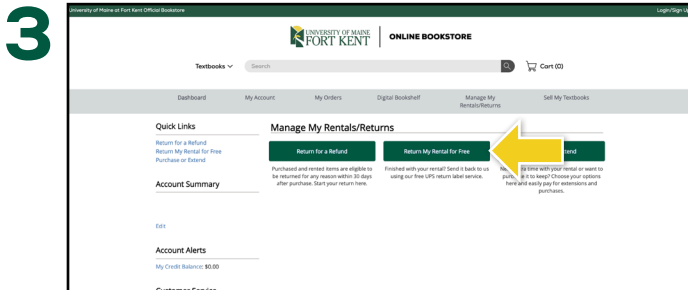 3
University of Maine at Fort Kent Official Bookstore
Login/Sign Up
UNIVERSITY OF MAINE
FORT KENT
ONLINE BOOKSTORE
Textbooks
Search
Cart (0)
Dashboard
My Account
My Orders
Digital Bookshelf
Manage My
Rentals/Returns
Sell My Textbooks
Quick Links
Return for a Refund
Return My Rental for Free
Purchase or Extend
Account Summary
Edit
Account Alerts
My Credit Balance: $0.00
Manage My Rentals/Returns
Return for a Refund
Purchased and rented items are eligible to
be returned for any reason within 30 days
after purchase. Start your return here.
Return My Rental for Free
Finished with your rental? Send it back to us
using our free UPS return label service.
time with your rental or want to
it to keep? Choose your options
here and easily pay for extensions and
purchases.